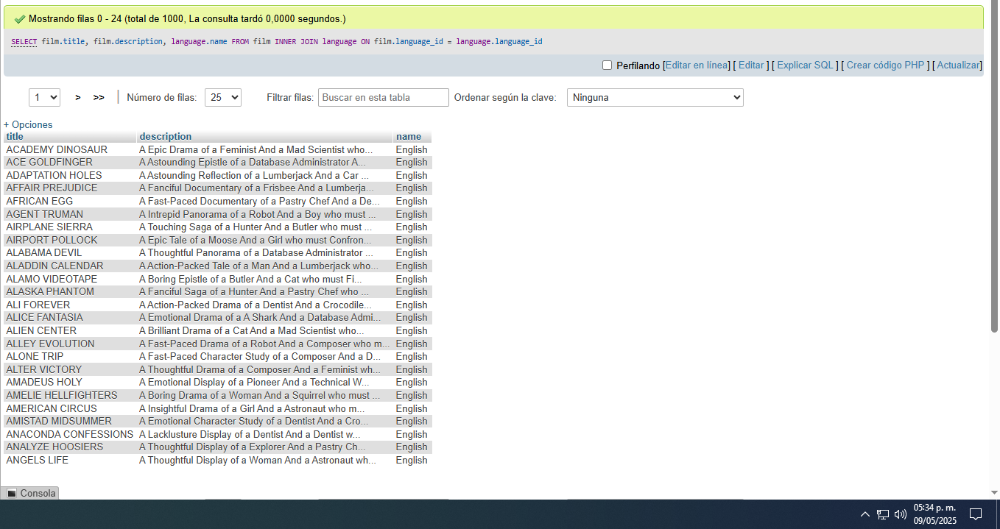 Mostrando filas 0 - 24 (total de 1000, La consulta tardó 0,0000 segundos.)
SELECT film.title, film.description, language.name FROM film INNER JOIN language ON film.language_id = language.language_id
Perfilando [Editar en línea] [ Editar ] [ Explicar SQL ] [ Crear código PHP ] [ Actualizar]
1 > >> | Número de filas: 25 Filtrar filas: Buscar en esta tabla Ordenar según la clave: Ninguna
+ Opciones
title description name
ACADEMY DINOSAUR A Epic Drama of a Feminist And a Mad Scientist who... English
ACE GOLDFINGER A Astounding Epistle of a Database Administrator A... English
ADAPTATION HOLES A Astounding Reflection of a Lumberjack And a Car ... English
AFFAIR PREJUDICE A Fanciful Documentary of a Frisbee And a Lumberja... English
AFRICAN EGG A Fast-Paced Documentary of a Pastry Chef And a De... English
AGENT TRUMAN A Intrepid Panorama of a Robot And a Boy who must ... English
AIRPLANE SIERRA A Touching Saga of a Hunter And a Butler who must ... English
AIRPORT POLLOCK A Epic Tale of a Moose And a Girl who must Confron... English
ALABAMA DEVIL A Thoughtful Panorama of a Database Administrator ... English
ALADDIN CALENDAR A Action-Packed Tale of a Man And a Lumberjack who... English
ALAMO VIDEOTAPE A Boring Epistle of a Butler And a Cat who must Fi... English
ALASKA PHANTOM A Fanciful Saga of a Hunter And a Pastry Chef who ... English
ALI FOREVER A Action-Packed Drama of a Dentist And a Crocodile... English
ALICE FANTASIA A Emotional Drama of a A Shark And a Database Admi... English
ALIEN CENTER A Brilliant Drama of a Cat And a Mad Scientist who... English
ALLEY EVOLUTION A Fast-Paced Drama of a Robot And a Composer who m... English
ALONE TRIP A Fast-Paced Character Study of a Composer And a D... English
ALTER VICTORY A Thoughtful Drama of a Composer And a Feminist wh... English
AMADEUS HOLY A Emotional Display of a Pioneer And a Technical W... English
AMELIE HELLFIGHTERS A Boring Drama of a Woman And a Squirrel who must ... English
AMERICAN CIRCUS A Insightful Drama of a Girl And a Astronaut who m... English
AMISTAD MIDSUMMER A Emotional Character Study of a Dentist And a Cro... English
ANACONDA CONFESSIONS A Lacklusture Display of a Dentist And a Dentist w... English
ANALYZE HOOSIERS A Thoughtful Display of a Explorer And a Pastry Ch... English
ANGELS LIFE A Thoughtful Display of a Woman And a Astronaut wh... English
Consola
05:34 p. m.
09/05/2025